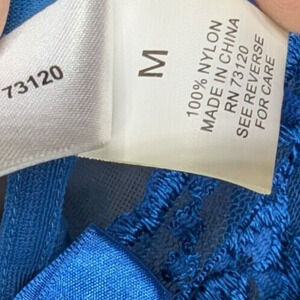 73120
M
100% NYLON
MADE IN CHINA
RN 73120
SEE REVERSE
FOR CARE